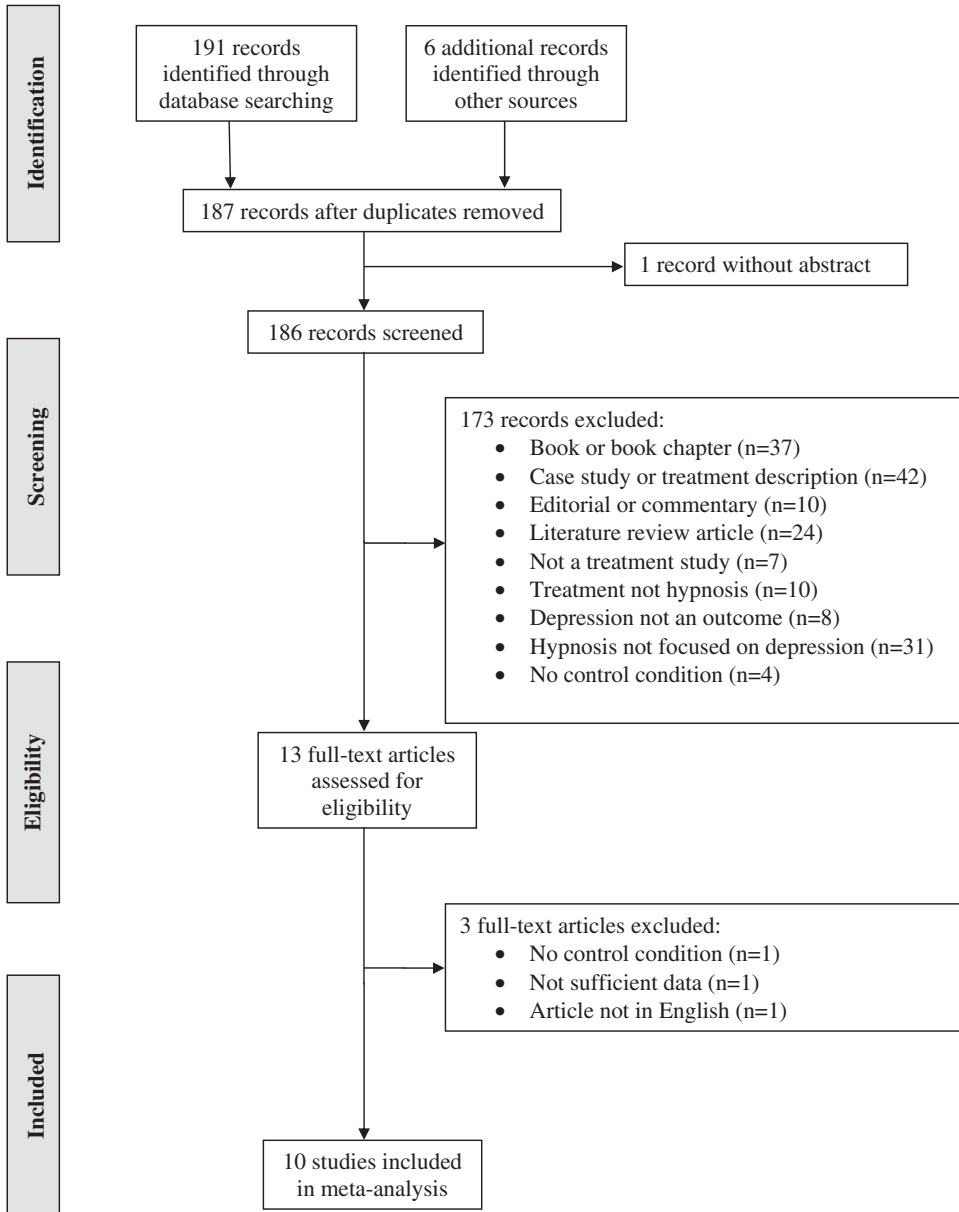 Identification
191 records
identified through
database searching
6 additional records
identified through
other sources
187 records after duplicates removed
1 record without abstract
186 records screened
Screening
173 records excluded:
• Book or book chapter (n=37)
• Case study or treatment description (n=42)
• Editorial or commentary (n=10)
• Literature review article (n=24)
• Not a treatment study (n=7)
• Treatment not hypnosis (n=10)
• Depression not an outcome (n=8)
• Hypnosis not focused on depression (n=31)
• No control condition (n=4)
Eligibility
13 full-text articles
assessed for
eligibility
3 full-text articles excluded:
• No control condition (n=1)
• Not sufficient data (n=1)
• Article not in English (n=1)
Included
10 studies included
in meta-analysis